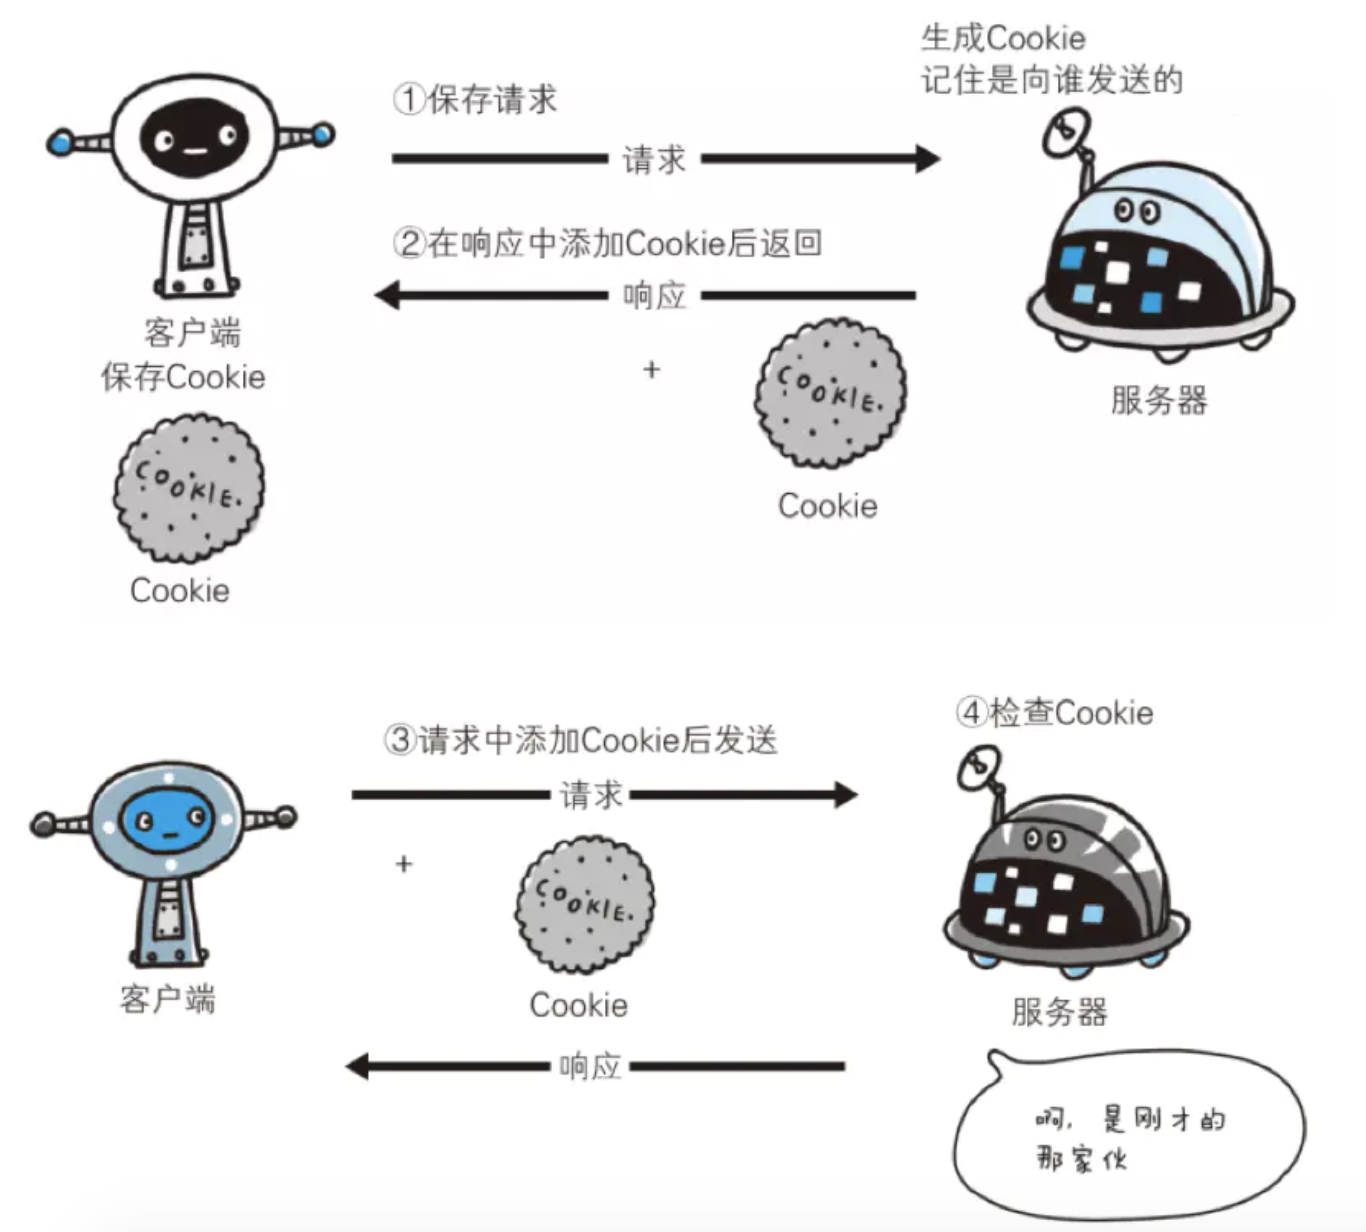 生成Cookie
记住是向谁发送的
①保存请求
请求
②在响应中添加Cookie后返回
响应
客户端
保存Cookie
+
COOKIE.
服务器
Cookie
COOKIE.
Cookie
④检查Cookie
③请求中添加Cookie后发送
请求
+
COOKIE.
客户端
Cookie
服务器
响应
啊,是刚才的
那家伙